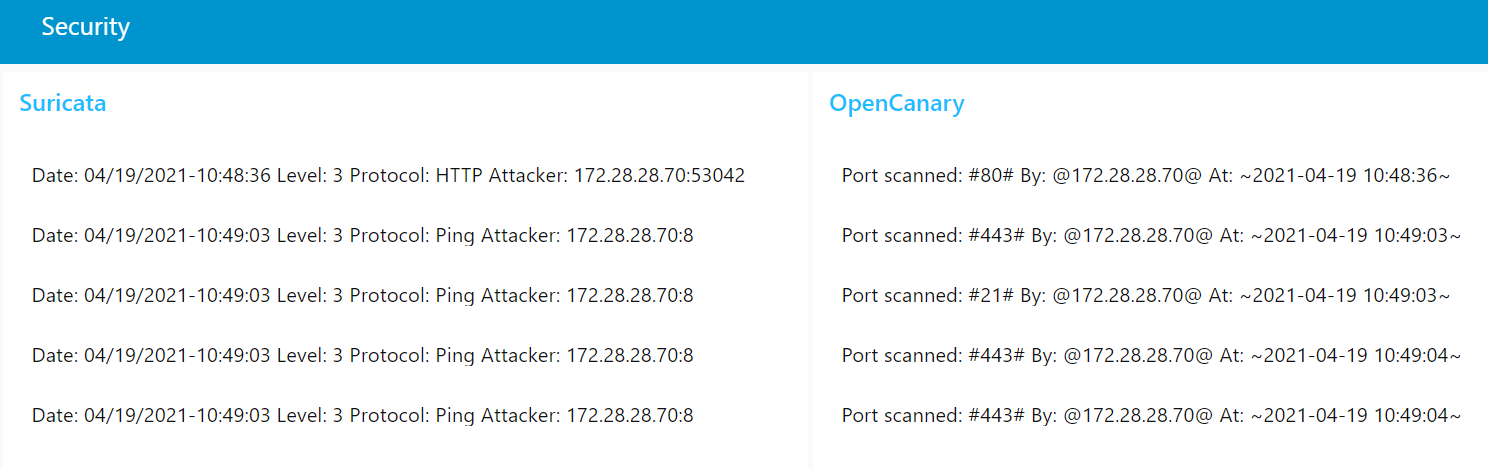 Security
Suricata
Date: 04/19/2021-10:48:36 Level: 3 Protocol: HTTP Attacker: 172.28.28.70:53042
Date: 04/19/2021-10:49:03 Level: 3 Protocol: Ping Attacker: 172.28.28.70:8
Date: 04/19/2021-10:49:03 Level: 3 Protocol: Ping Attacker: 172.28.28.70:8
Date: 04/19/2021-10:49:03 Level: 3 Protocol: Ping Attacker: 172.28.28.70:8
Date: 04/19/2021-10:49:03 Level: 3 Protocol: Ping Attacker: 172.28.28.70:8
OpenCanary
Port scanned: #80# By: @172.28.28.70@ At: ~2021-04-19 10:48:36~
Port scanned: #443# By: @172.28.28.70@ At: ~2021-04-19 10:49:03~
Port scanned: #21# By: @172.28.28.70@ At: ~2021-04-19 10:49:03~
Port scanned: #443# By: @172.28.28.70@ At: ~2021-04-19 10:49:04~
Port scanned: #443# By: @172.28.28.70@ At: ~2021-04-19 10:49:04~